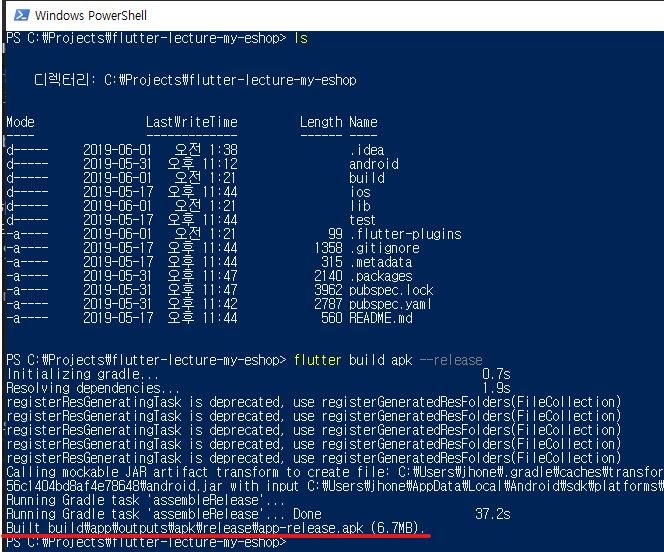 Windows PowerShell
PS C:₩Projects₩flutter-lecture-my-eshop> ls
디렉터리: C:₩Projects₩flutter-lecture-my-eshop
Mode LastWriteTime Length Name
---- ------------- ------ ----
d----- 2019-06-01 오전 1:38 .idea
d----- 2019-05-31 오후 11:12 android
d----- 2019-06-01 오전 1:21 build
d----- 2019-05-17 오후 11:44 ios
d----- 2019-06-01 오전 1:21 lib
d----- 2019-05-17 오후 11:44 test
-a---- 2019-06-01 오전 1:21 99 .flutter-plugins
-a---- 2019-05-17 오후 11:44 1358 .gitignore
-a---- 2019-05-17 오후 11:44 315 .metadata
-a---- 2019-05-31 오후 11:47 2140 .packages
-a---- 2019-05-31 오후 11:47 3962 pubspec.lock
-a---- 2019-05-31 오후 11:42 2787 pubspec.yaml
-a---- 2019-05-17 오후 11:44 560 README.md
PS C:₩Projects₩flutter-lecture-my-eshop> flutter build apk --release
Initializing gradle... 0.7s
Resolving dependencies... 1.9s
registerResGeneratingTask is deprecated, use registerGeneratedResFolders(FileCollection)
registerResGeneratingTask is deprecated, use registerGeneratedResFolders(FileCollection)
registerResGeneratingTask is deprecated, use registerGeneratedResFolders(FileCollection)
registerResGeneratingTask is deprecated, use registerGeneratedResFolders(FileCollection)
Calling mockable JAR artifact transform to create file: C:₩Users₩jhone₩.gradle₩caches₩transfor
56c1404bd8af4e78648₩android.jar with input C:₩Users₩jhone₩AppData₩Local₩Android₩sdk₩platforms₩
Running Gradle task 'assembleRelease'...
Running Gradle task 'assembleRelease'... Done 37.2s
Built build₩app₩outputs₩apk₩release₩app-release.apk (6.7MB).
PS C:₩Projects₩flutter-lecture-my-eshop>